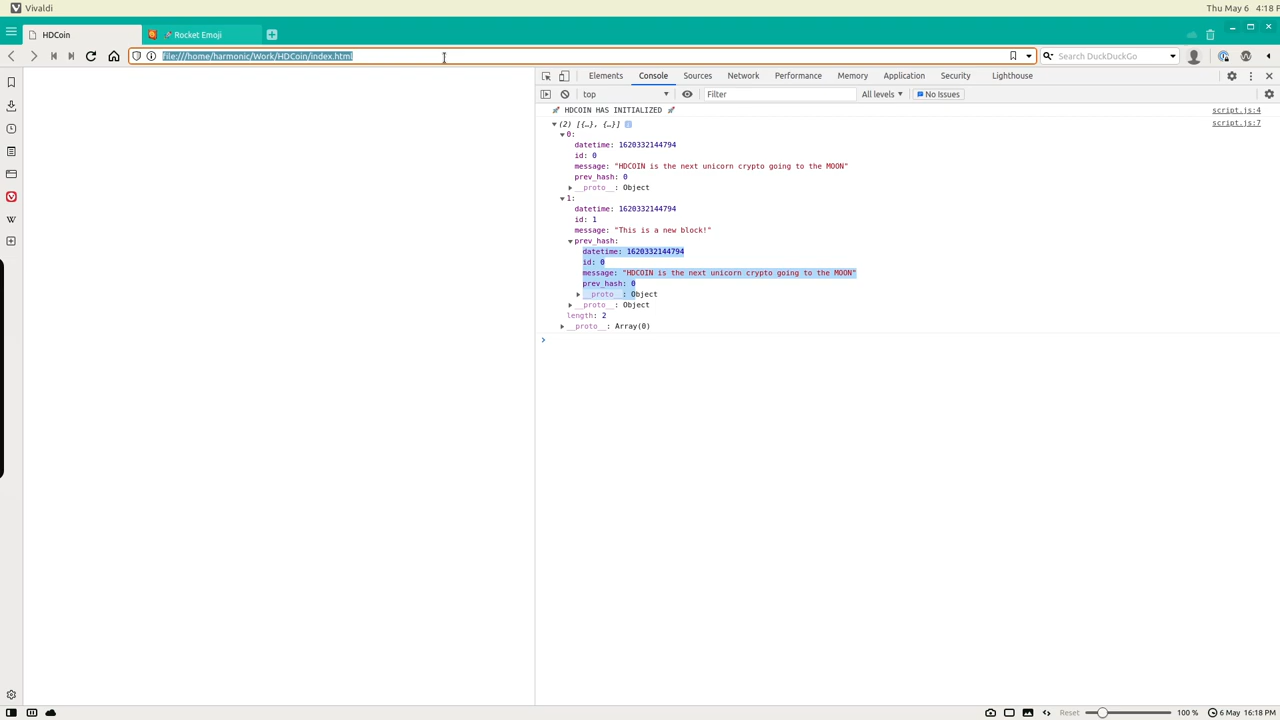 Vivaldi
Thu May 6 4:18 P
HDCoin
Rocket Emoji
file:///home/harmonic/Work/HDCoin/index.html
Search DuckDuckGo
Elements Console Sources Network Performance Memory Application Security Lighthouse
top Filter All levels No Issues
🚀 HDCOIN HAS INITIALIZED 🚀 script.js:4
(2) [{…}, {…}] i script.js:7
0:
datetime: 1620332144794
id: 0
message: "HDCOIN is the next unicorn crypto going to the MOON"
prev_hash: 0
__proto__: Object
1:
datetime: 1620332144794
id: 1
message: "This is a new block!"
prev_hash:
datetime: 1620332144794
id: 0
message: "HDCOIN is the next unicorn crypto going to the MOON"
prev_hash: 0
__proto__: Object
__proto__: Object
length: 2
__proto__: Array(0)
Reset 100 % 6 May 16:18 PM